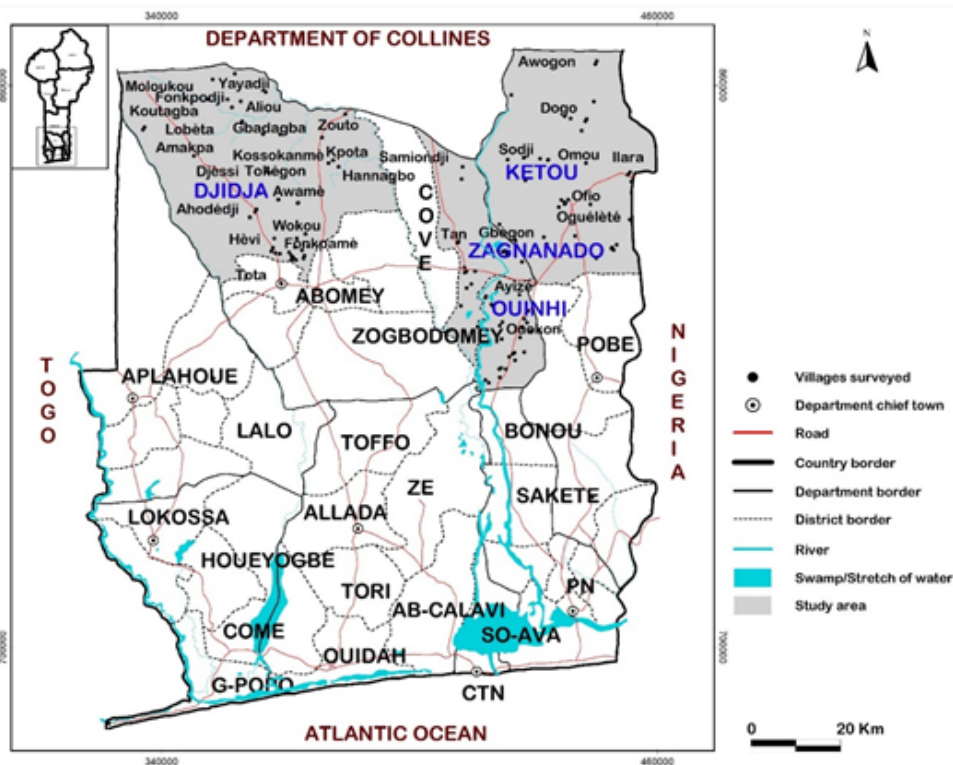 340000
460000
DEPARTMENT OF COLLINES
N
Awogon
Moloukou
Yayadji
Fonkpodji
Aliou
Dogo
Koutagba
Lobèta
Gbadagba
Zouto
Amakpa
Kossokanmè
Kpota
Samiondji
Sodji
Omou
Ilara
Djèssi
Tokègon
Hannagbo
KETOU
DJIDJA
Awamè
Ahodèdji
COVE
Ofio
Oguèlètè
Wokou
Hèvi
Fonkpamè
Tan
Gbègon
ZAGNANADO
Tota
Ayizè
ABOMEY
OUINHI
ZOGBODOMEY
POBE
TOGO
NIGERIA
APLAHOUE
LALO
TOFFO
BONOU
ZE
SAKETE
LOKOSSA
ALLADA
HOUEYOGBE
TORI
PN
AB-CALAVI
COME
SO-AVA
OUIDAH
G-POPO
CTN
ATLANTIC OCEAN
340000
460000
Villages surveyed
Department chief town
Road
Country border
Department border
District border
River
Swamp/Stretch of water
Study area
0 20 Km